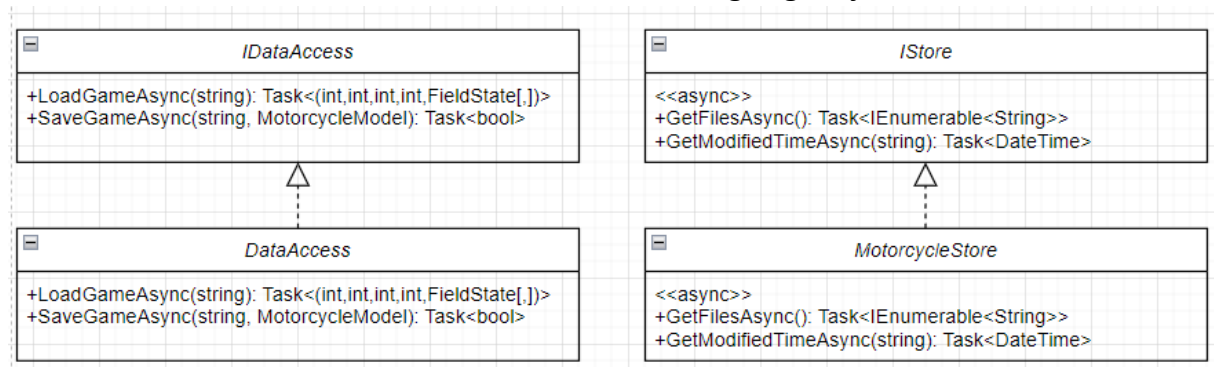 IDataAccess
+LoadGameAsync(string): Task<(int,int,int,int,FieldState[,])>
+SaveGameAsync(string, MotorcycleModel): Task<bool>
IStore
<<async>>
+GetFilesAsync(): Task<IEnumerable<String>>
+GetModifiedTimeAsync(string): Task<DateTime>
DataAccess
+LoadGameAsync(string): Task<(int,int,int,int,FieldState[,])>
+SaveGameAsync(string, MotorcycleModel): Task<bool>
MotorcycleStore
<<async>>
+GetFilesAsync(): Task<IEnumerable<String>>
+GetModifiedTimeAsync(string): Task<DateTime>